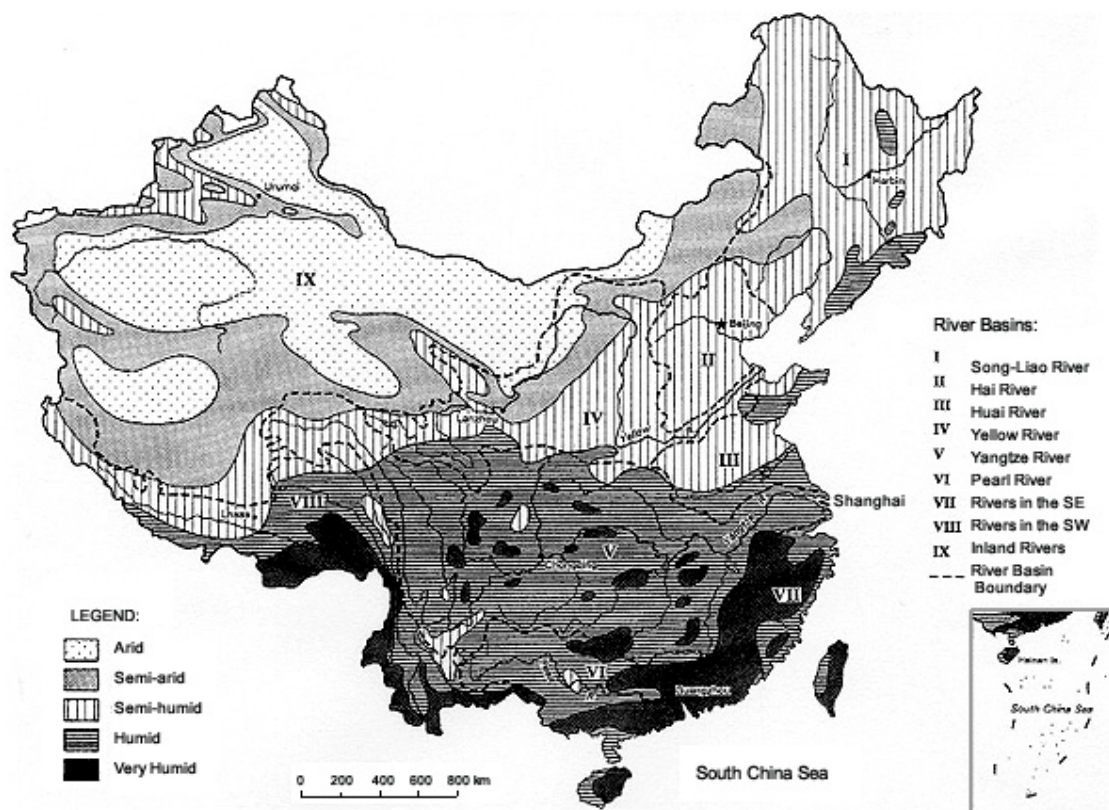 I
Harbin
Urumqi
IX
Beijing
II
Lanzhou
IV
Yellow
III
Lhasa
VIII
Shanghai
Yangtze
V
Chongqing
VII
VI
Guangzhou
South China Sea
River Basins:
I Song-Liao River
II Hai River
III Huai River
IV Yellow River
V Yangtze River
VI Pearl River
VII Rivers in the SE
VIII Rivers in the SW
IX Inland Rivers
River Basin
Boundary
LEGEND:
Arid
Semi-arid
Semi-humid
Humid
Very Humid
0 200 400 600 800 km
Hainan Is.
South China Sea